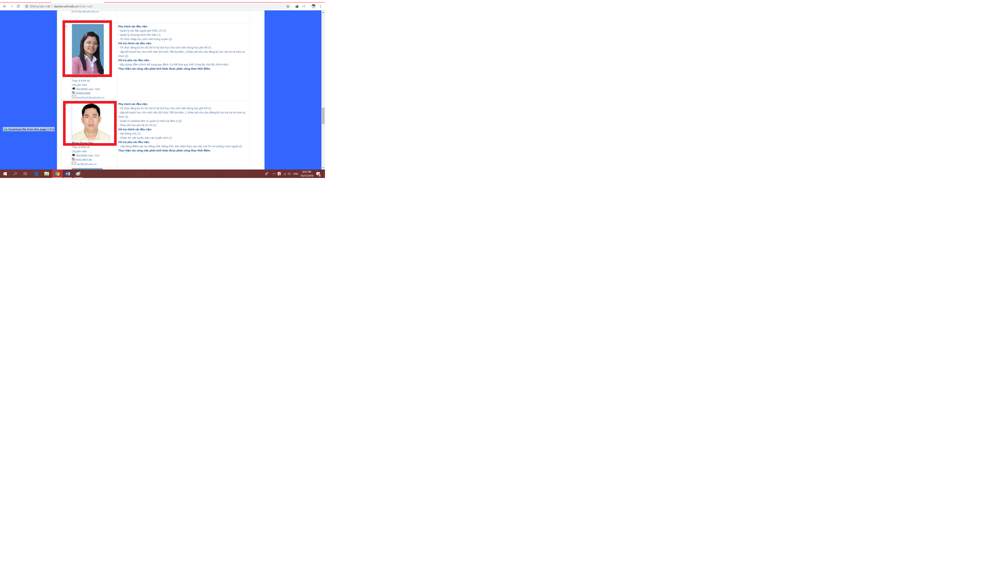 Không bảo mật | daotao.ueh.edu.vn/nhan-su/2
ntlan@ueh.edu.vn
Phụ trách các đầu việc:
- Quản lý các lớp ngoài giờ (VB2, LT) (1)
- Quản lý chương trình tiên tiến (1)
- Tổ chức nhập học sinh viên trúng tuyển (2)
Hỗ trợ chính các đầu việc:
- Tổ chức đăng ký tín chỉ. Bố trí lại lịch học cho sinh viên đóng học phí trễ (1)
- Lập kế hoạch học cho sinh viên (tổ chức TKB dự kiến...) Khảo sát nhu cầu đăng ký học trả nợ và môn tự
chọn (2)
Hỗ trợ phụ các đầu việc:
- Xây dựng, điều chỉnh, bổ sung quy định. Cụ thể hóa quy chế. Công tác chế độ, chính sách
Thực hiện các công việc phát sinh khác được phân công theo thời điểm.
Thạc sĩ Kinh tế
Chuyên viên
38230082 (ext. 133)
0908933985
tamthanh@ueh.edu.vn
Phụ trách các đầu việc:
- Tổ chức đăng ký tín chỉ. Bố trí lại lịch học cho sinh viên đóng học phí trễ (1)
- Lập kế hoạch học cho sinh viên (tổ chức TKB dự kiến...). Khảo sát nhu cầu đăng ký học trả nợ và môn tự
chọn (2)
- Quản trị website đơn vị, quản lý mail của đơn vị (2)
- Theo dõi học phí hệ tín chỉ (3)
Hỗ trợ chính các đầu việc:
- Hệ thống UIS (1)
- Chấm thi, xét tuyển, báo cáo tuyển sinh (1)
Hỗ trợ phụ các đầu việc:
- Cấp bảng điểm sao lục tiếng Việt, tiếng Anh. Xác nhận theo yêu cầu của SV và trường nước ngoài (2)
Thực hiện các công việc phát sinh khác được phân công theo thời điểm.
Thạc sĩ Kinh tế
Chuyên viên
38230082 (ext. 131)
0932.0937.88
tan@ueh.edu.vn
Download file from this page
ENG
8:43 PM
10/31/2018